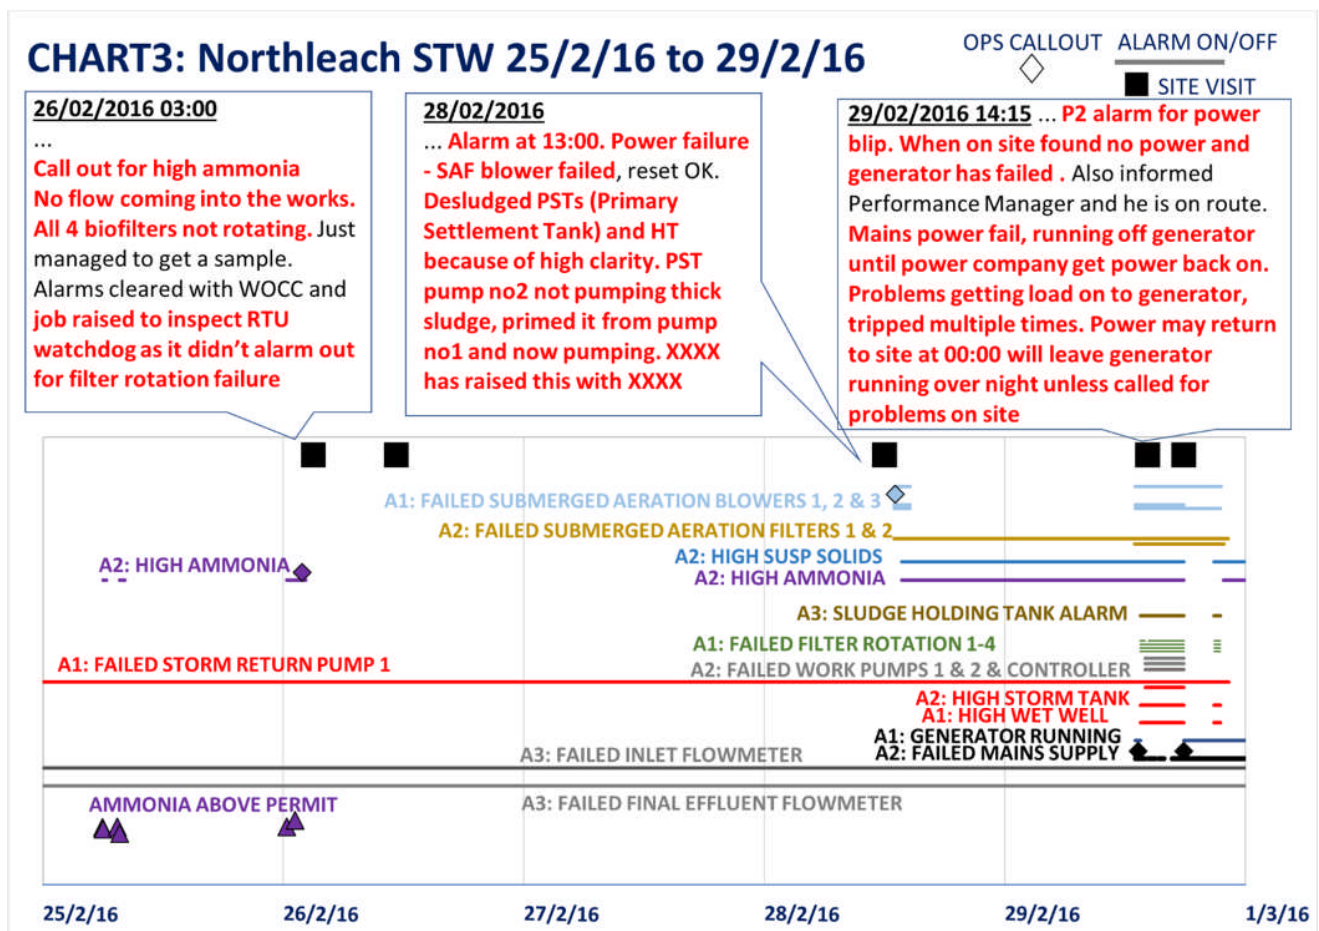 CHART3: Northleach STW 25/2/16 to 29/2/16
OPS CALLOUT
ALARM ON/OFF
SITE VISIT
26/02/2016 03:00
...
Call out for high ammonia
No flow coming into the works.
All 4 biofilters not rotating. Just
managed to get a sample.
Alarms cleared with WOCC and
job raised to inspect RTU
watchdog as it didn't alarm out
for filter rotation failure
28/02/2016
... Alarm at 13:00. Power failure
- SAF blower failed, reset OK.
Desludged PSTs (Primary
Settlement Tank) and HT
because of high clarity. PST
pump no2 not pumping thick
sludge, primed it from pump
no1 and now pumping. XXXX
has raised this with XXXX
29/02/2016 14:15 ... P2 alarm for power
blip. When on site found no power and
generator has failed . Also informed
Performance Manager and he is on route.
Mains power fail, running off generator
until power company get power back on.
Problems getting load on to generator,
tripped multiple times. Power may return
to site at 00:00 will leave generator
running over night unless called for
problems on site
A1: FAILED SUBMERGED AERATION BLOWERS 1, 2 & 3
A2: FAILED SUBMERGED AERATION FILTERS 1 & 2
A2: HIGH AMMONIA
A2: HIGH SUSP SOLIDS
A2: HIGH AMMONIA
A3: SLUDGE HOLDING TANK ALARM
A1: FAILED FILTER ROTATION 1-4
A1: FAILED STORM RETURN PUMP 1
A2: FAILED WORK PUMPS 1 & 2 & CONTROLLER
A2: HIGH STORM TANK
A1: HIGH WET WELL
A1: GENERATOR RUNNING
A2: FAILED MAINS SUPPLY
A3: FAILED INLET FLOWMETER
AMMONIA ABOVE PERMIT
A3: FAILED FINAL EFFLUENT FLOWMETER
25/2/16
26/2/16
27/2/16
28/2/16
29/2/16
1/3/16